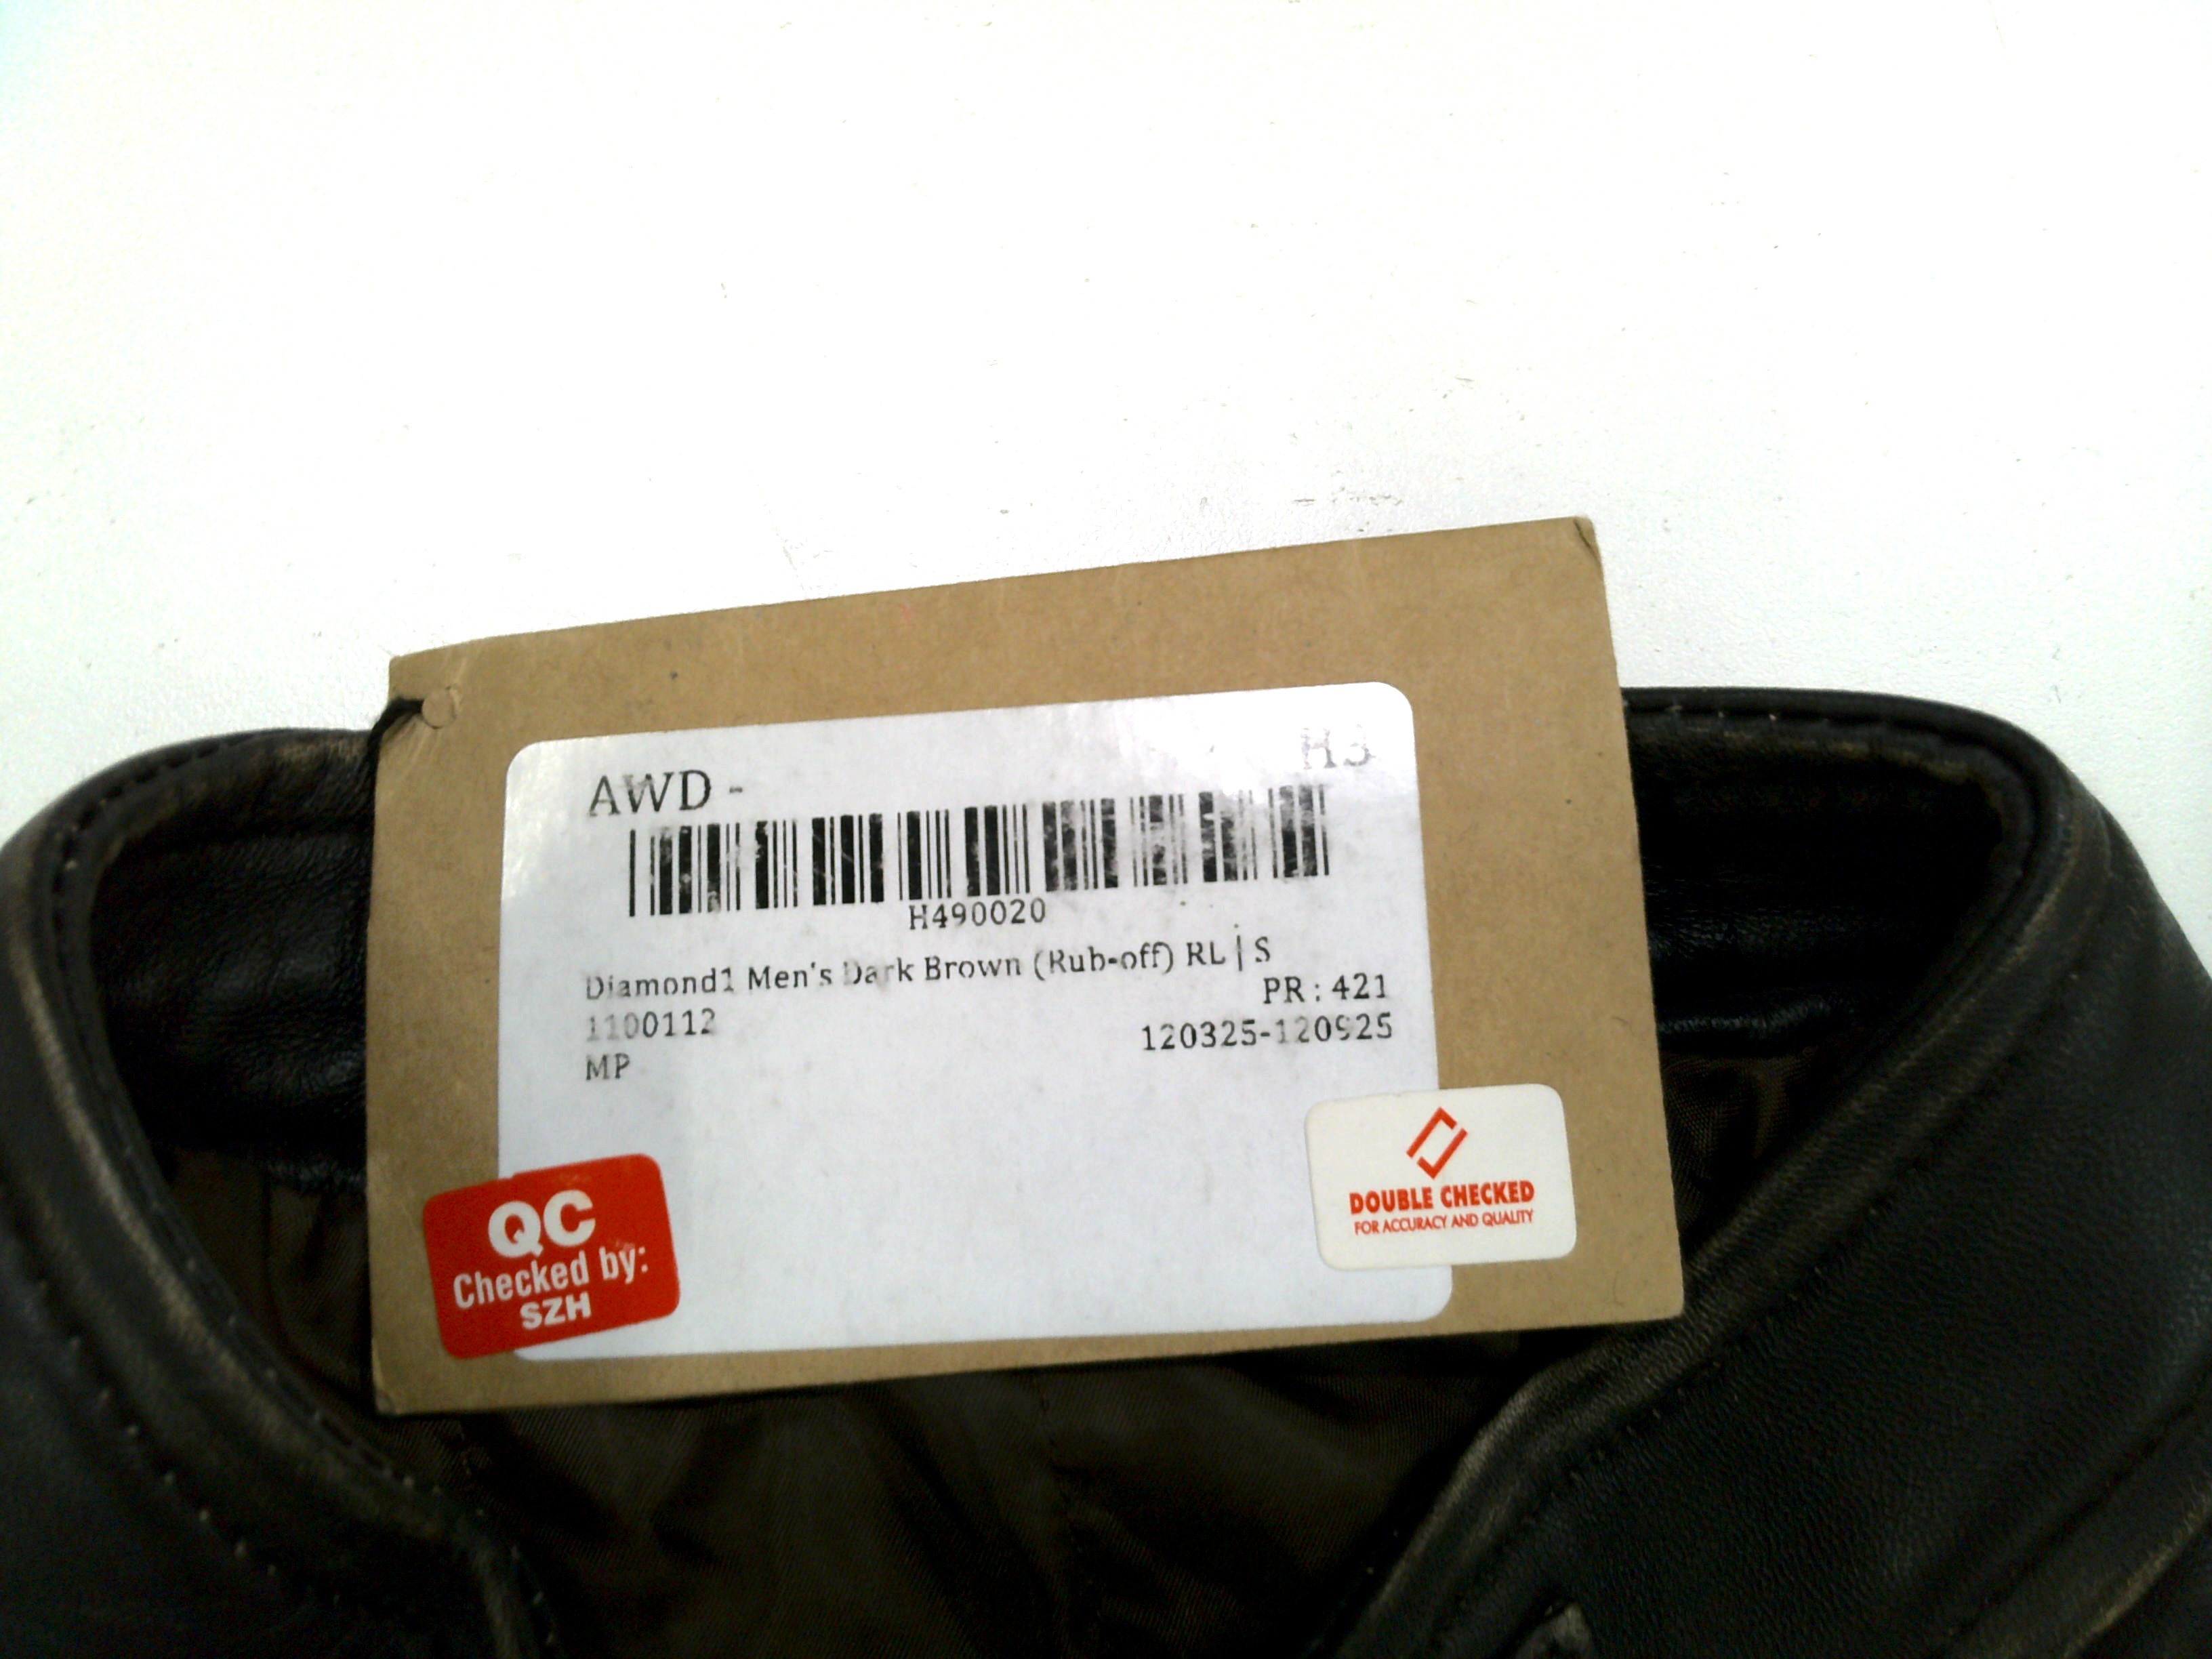 H3
AWD -
H490020
Diamond1 Men's Dark Brown (Rub-off) RL | S
PR : 421
1100112
120325-120925
MP
QC
Checked by:
SZH
DOUBLE CHECKED
FOR ACCURACY AND QUALITY